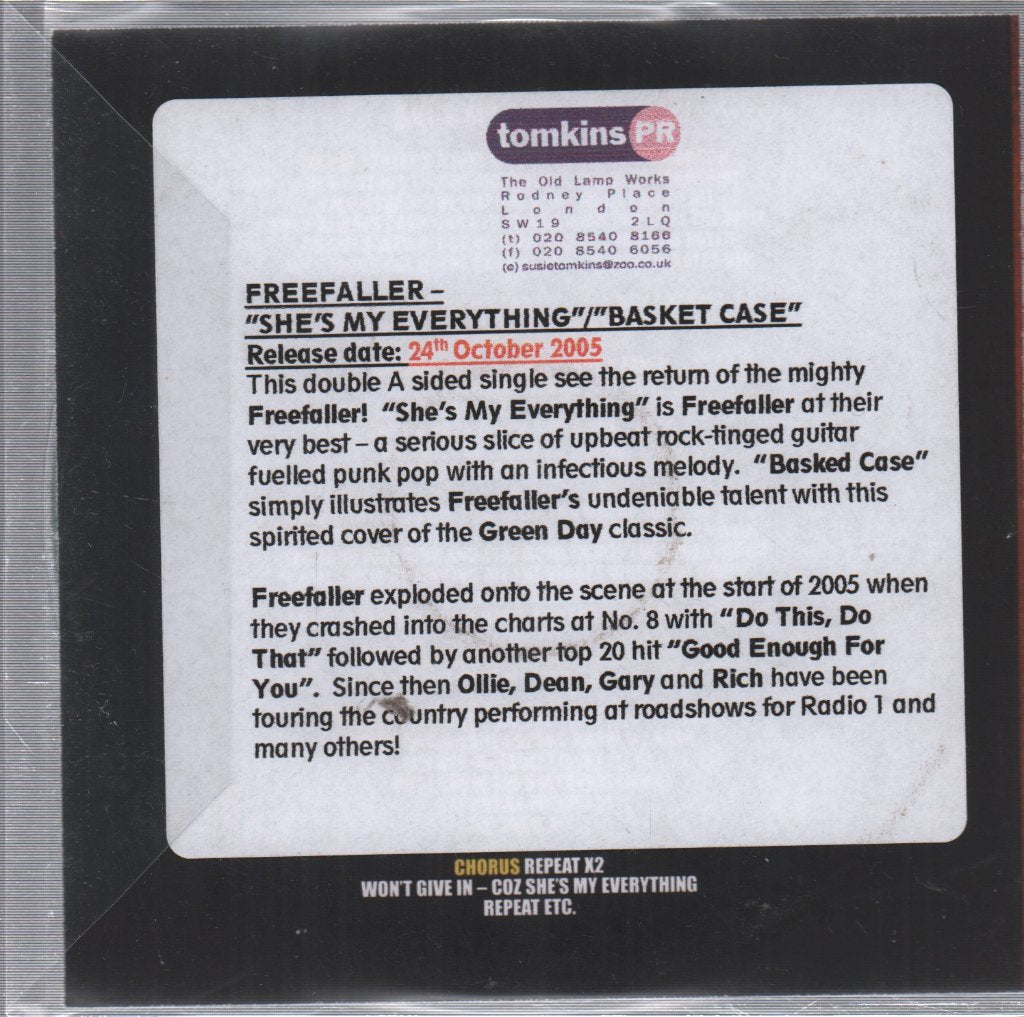 tomkins PR
The Old Lamp Works
Rodney Place
London
SW19 2LQ
(t) 020 8540 8166
(f) 020 8540 6056
(e) susietomkins@zoo.co.uk
FREEFALLER –
"SHE'S MY EVERYTHING"/"BASKET CASE"
Release date: 24th October 2005
This double A sided single see the return of the mighty
Freefaller! "She's My Everything" is Freefaller at their
very best – a serious slice of upbeat rock-tinged guitar
fuelled punk pop with an infectious melody. "Basked Case"
simply illustrates Freefaller's undeniable talent with this
spirited cover of the Green Day classic.
Freefaller exploded onto the scene at the start of 2005 when
they crashed into the charts at No. 8 with "Do This, Do
That" followed by another top 20 hit "Good Enough For
You". Since then Ollie, Dean, Gary and Rich have been
touring the country performing at roadshows for Radio 1 and
many others!
CHORUS REPEAT X2
WON'T GIVE IN – COZ SHE'S MY EVERYTHING
REPEAT ETC.